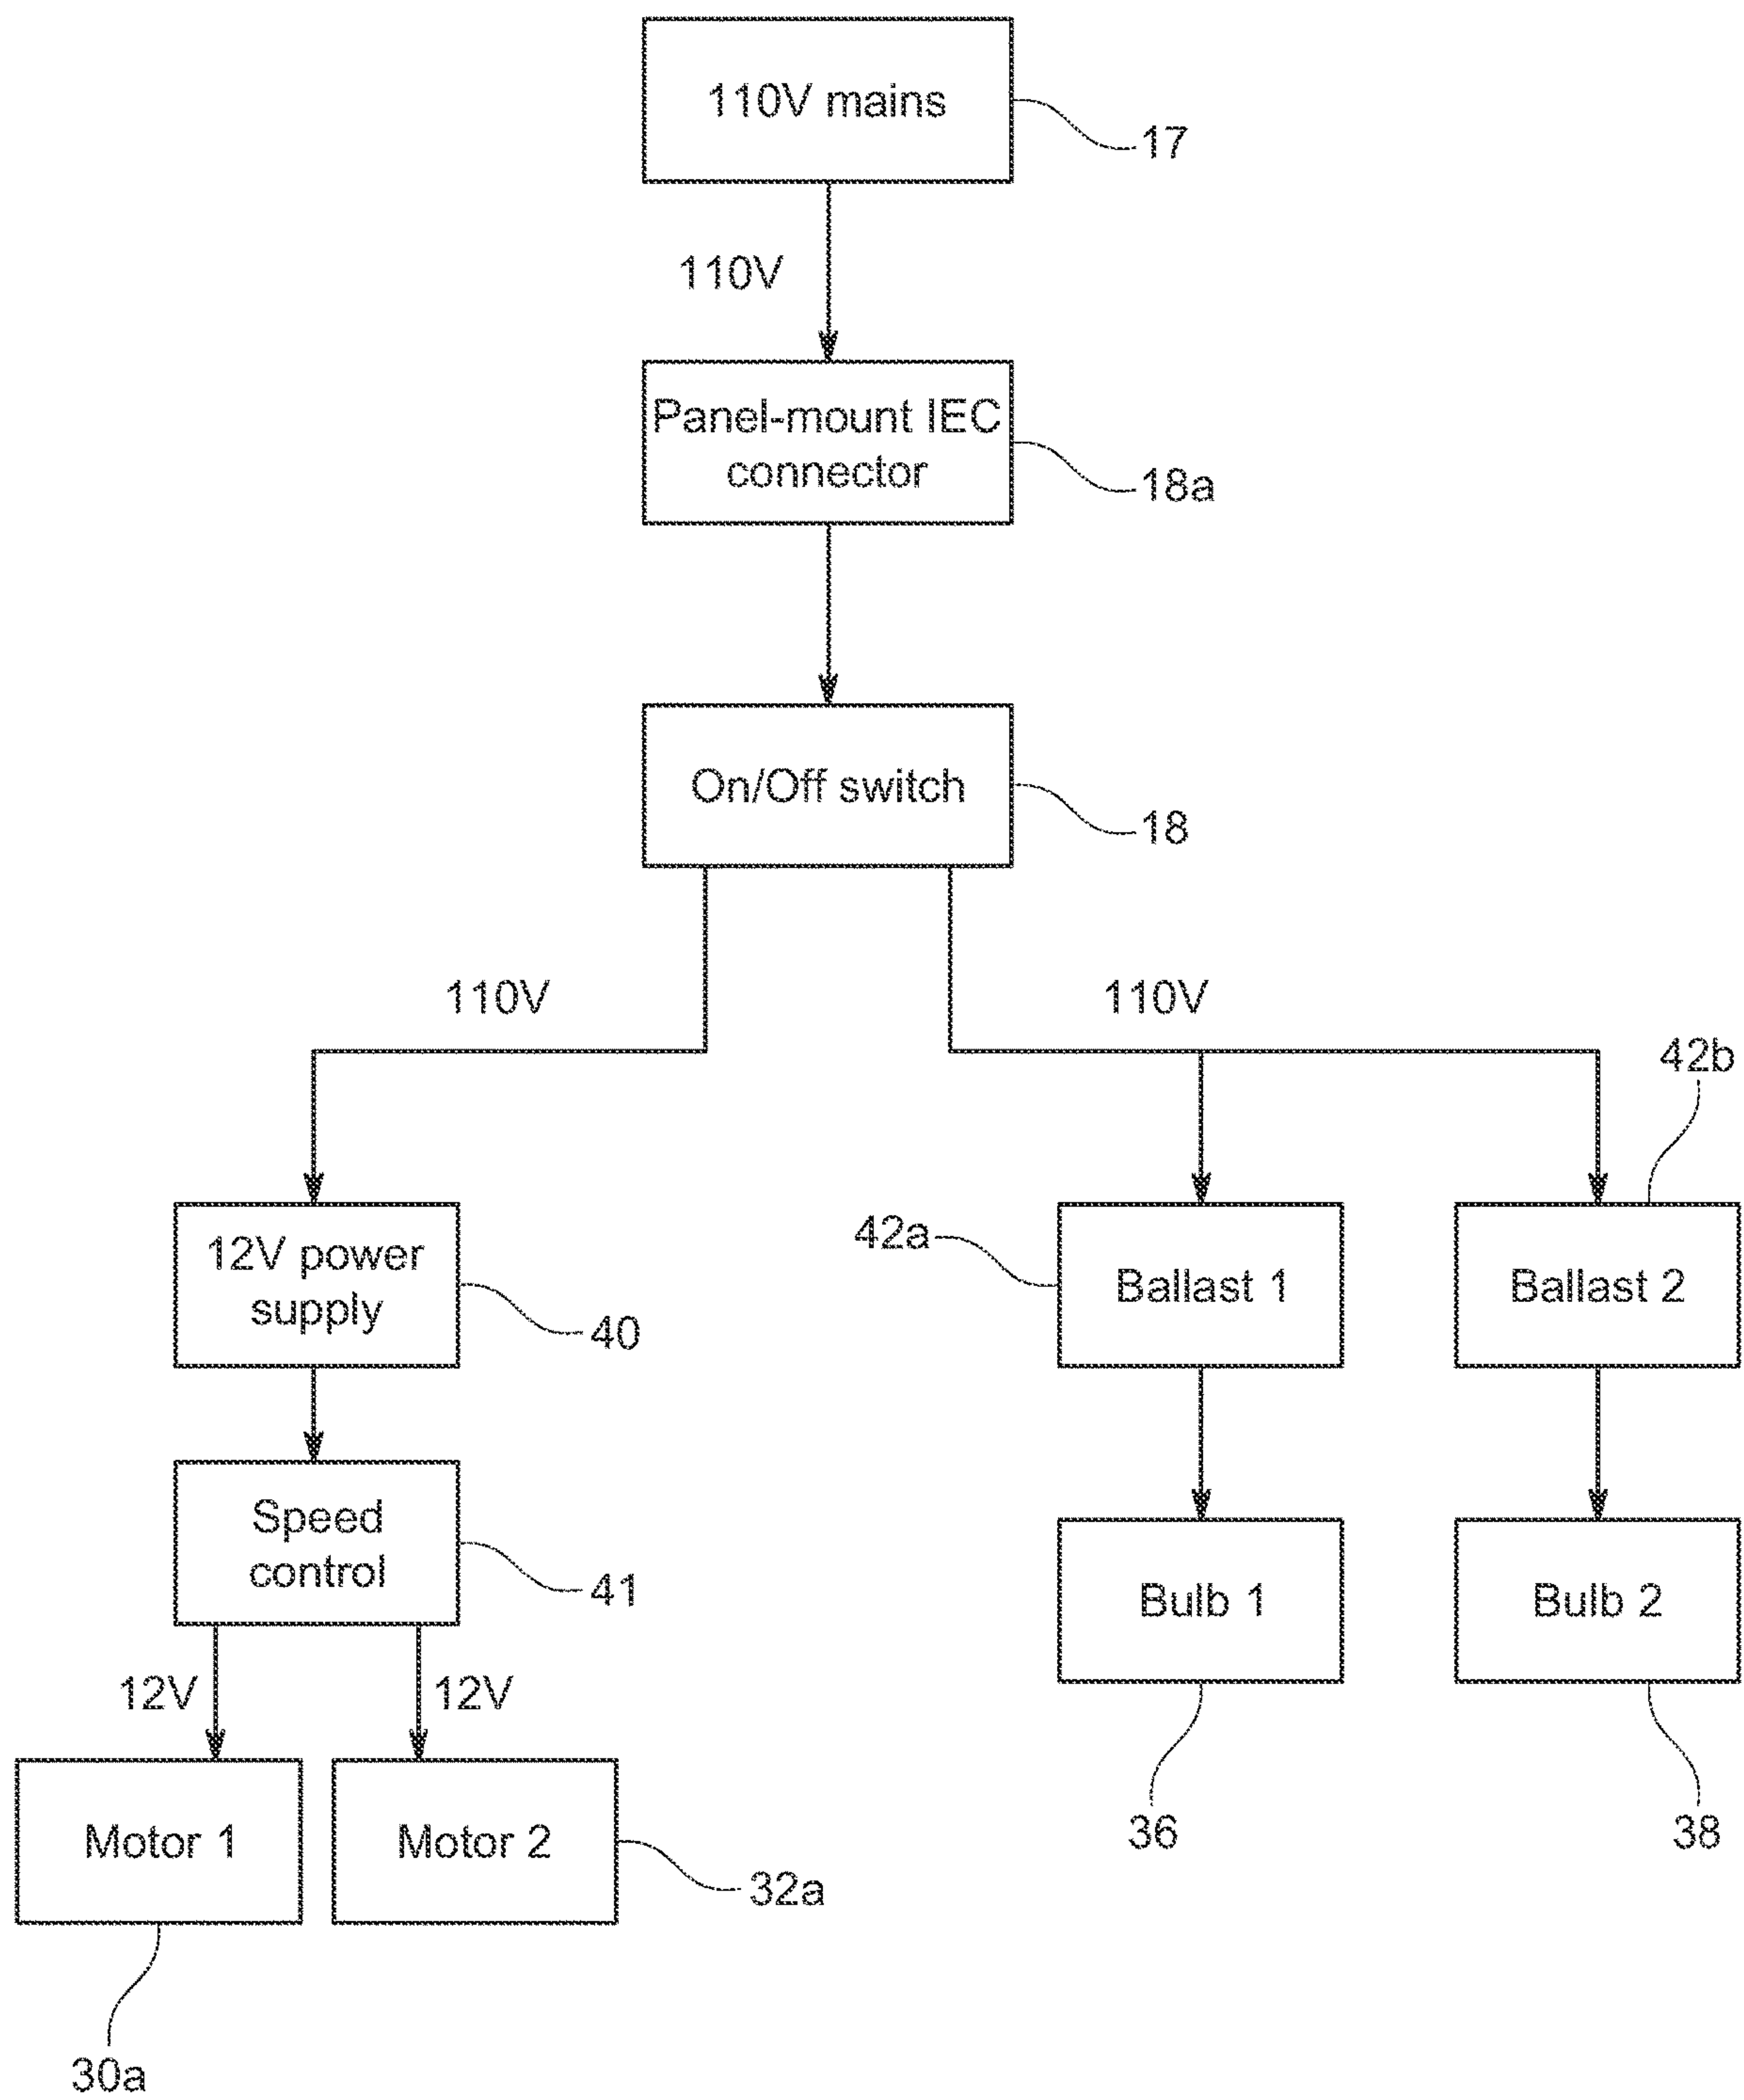 110V mains
17
110V
Panel-mount IEC
connector
18a
On/Off switch
18
110V
110V
42b
12V power
supply
40
42a
Ballast 1
Ballast 2
Speed
control
41
Bulb 1
Bulb 2
12V
12V
36
38
Motor 1
Motor 2
32a
30a